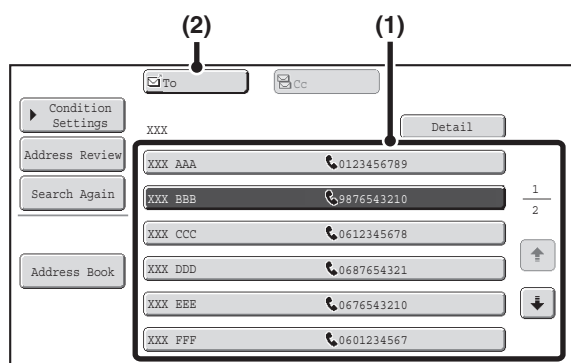 (2) (1)
To Cc
Condition
Settings
XXX Detail
Address Review
XXX AAA 0123456789
Search Again
XXX BBB 9876543210
1
2
XXX CCC 0612345678
Address Book
XXX DDD 0687654321
XXX EEE 0676543210
XXX FFF 0601234567